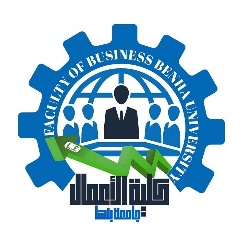 FACULTY OF BUSINESS BENHA UNIVERSITY
كلية الأعمال
جامعة بنها